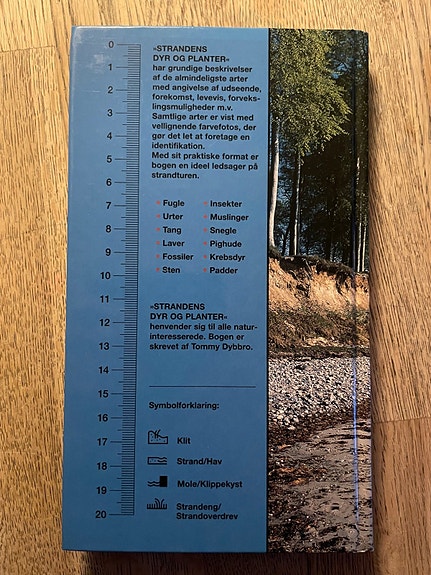 0
1
2
3
4
5
6
7
8
9
10
11
12
13
14
15
16
17
18
19
20
»STRANDENS
DYR OG PLANTER«
har grundige beskrivelser
af de almindeligste arter
med angivelse af udseende,
forekomst, levevis, forveks-
lingsmuligheder m.v.
Samtlige arter er vist med
vellignende farvefotos, der
gør det let at foretage en
identifikation.
Med sit praktiske format er
bogen en ideel ledsager på
strandturen.
Fugle
Urter
Tang
Laver
Fossiler
Sten
Insekter
Muslinger
Snegle
Pighude
Krebsdyr
Padder
»STRANDENS
DYR OG PLANTER«
henvender sig til alle natur-
interesserede. Bogen er
skrevet af Tommy Dybbro.
Symbolforklaring:
Klit
Strand/Hav
Mole/Klippekyst
Strandeng/
Strandoverdrev